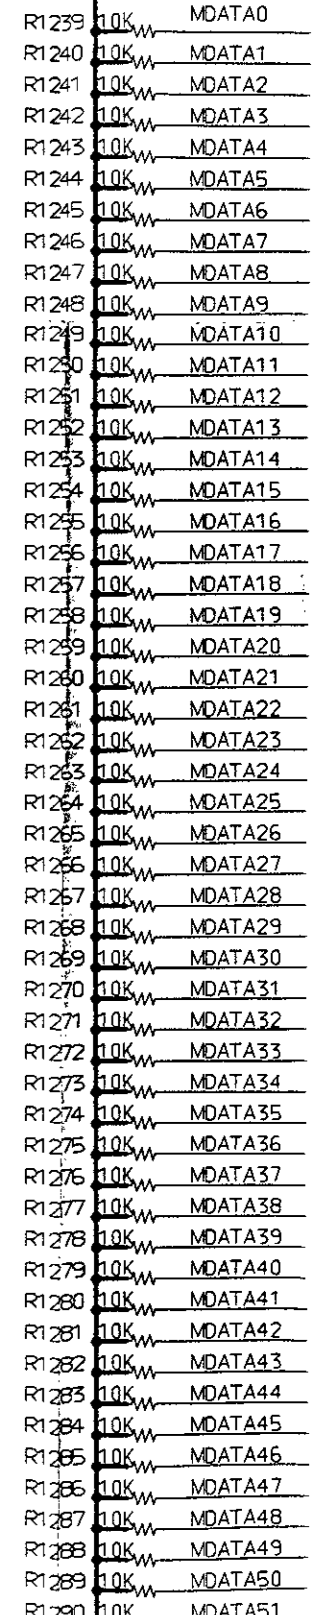 R1239 10K MDATA0
R1240 10K MDATA1
R1241 10K MDATA2
R1242 10K MDATA3
R1243 10K MDATA4
R1244 10K MDATA5
R1245 10K MDATA6
R1246 10K MDATA7
R1247 10K MDATA8
R1248 10K MDATA9
R1249 10K MDATA10
R1250 10K MDATA11
R1251 10K MDATA12
R1252 10K MDATA13
R1253 10K MDATA14
R1254 10K MDATA15
R1255 10K MDATA16
R1256 10K MDATA17
R1257 10K MDATA18
R1258 10K MDATA19
R1259 10K MDATA20
R1260 10K MDATA21
R1261 10K MDATA22
R1262 10K MDATA23
R1263 10K MDATA24
R1264 10K MDATA25
R1265 10K MDATA26
R1266 10K MDATA27
R1267 10K MDATA28
R1268 10K MDATA29
R1269 10K MDATA30
R1270 10K MDATA31
R1271 10K MDATA32
R1272 10K MDATA33
R1273 10K MDATA34
R1274 10K MDATA35
R1275 10K MDATA36
R1276 10K MDATA37
R1277 10K MDATA38
R1278 10K MDATA39
R1279 10K MDATA40
R1280 10K MDATA41
R1281 10K MDATA42
R1282 10K MDATA43
R1283 10K MDATA44
R1284 10K MDATA45
R1285 10K MDATA46
R1286 10K MDATA47
R1287 10K MDATA48
R1288 10K MDATA49
R1289 10K MDATA50
R1290 10K MDATA51